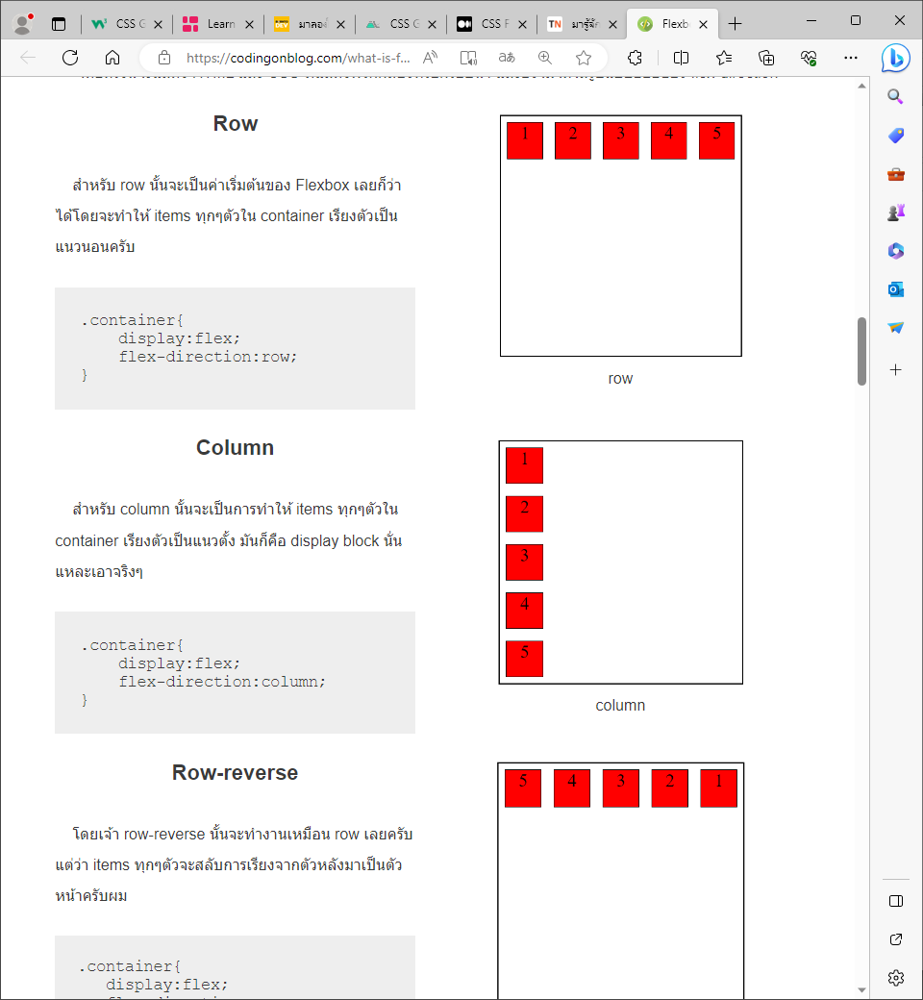 CSS G
Learn
มาลอง
CSS G
CSS F
มารู้จัก
Flexb
https://codingonblog.com/what-is-f...
Row
สำหรับ row นั้นจะเป็นค่าเริ่มต้นของ Flexbox เลยก็ว่า
ได้โดยจะทำให้ items ทุกๆตัวใน container เรียงตัวเป็น
แนวนอนครับ
.container{
display:flex;
flex-direction:row;
}
1 2 3 4 5
row
Column
สำหรับ column นั้นจะเป็นการทำให้ items ทุกๆตัวใน
container เรียงตัวเป็นแนวตั้ง มันก็คือ display block นั่น
แหละเอาจริงๆ
.container{
display:flex;
flex-direction:column;
}
1
2
3
4
5
column
Row-reverse
โดยเจ้า row-reverse นั้นจะทำงานเหมือน row เลยครับ
แต่ว่า items ทุกๆตัวจะสลับการเรียงจากตัวหลังมาเป็นตัว
หน้าครับผม
.container{
display:flex;
5 4 3 2 1